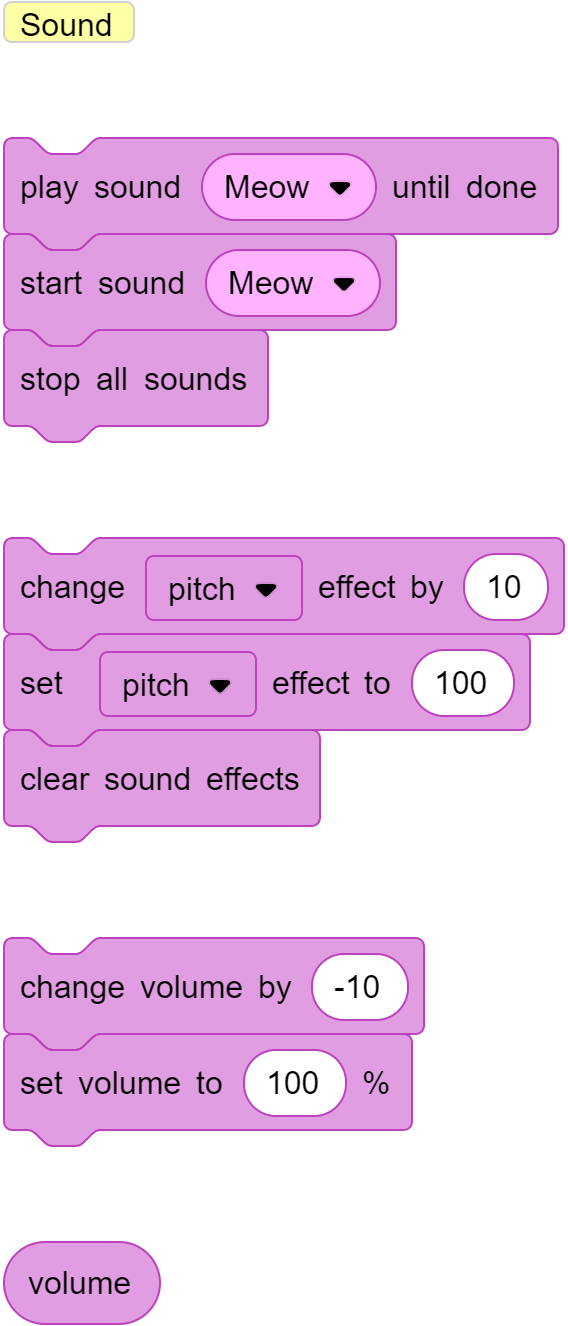 Sound
play sound Meow until done
start sound Meow
stop all sounds
change pitch effect by 10
set pitch effect to 100
clear sound effects
change volume by -10
set volume to 100 %
volume